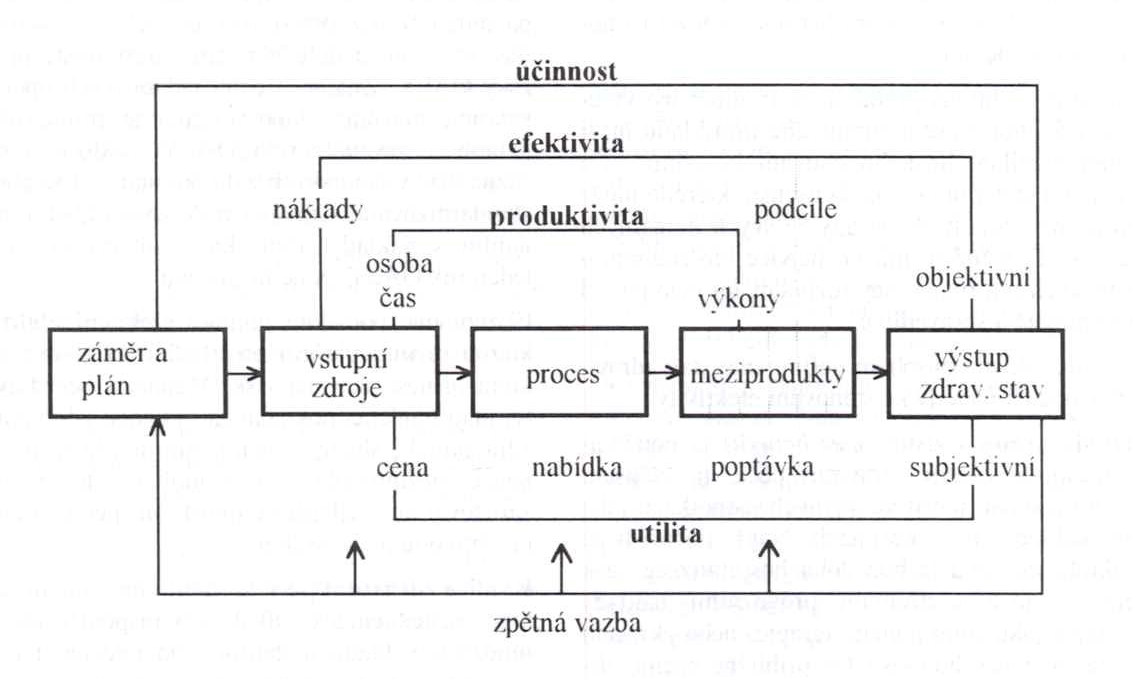 účinnost
efektivita
náklady
produktivita
podcíle
osoba
čas
výkony
objektivní
záměr a
plán
vstupní
zdroje
proces
meziprodukty
výstup
zdrav. stav
cena
nabídka
poptávka
subjektivní
utilita
zpětná vazba